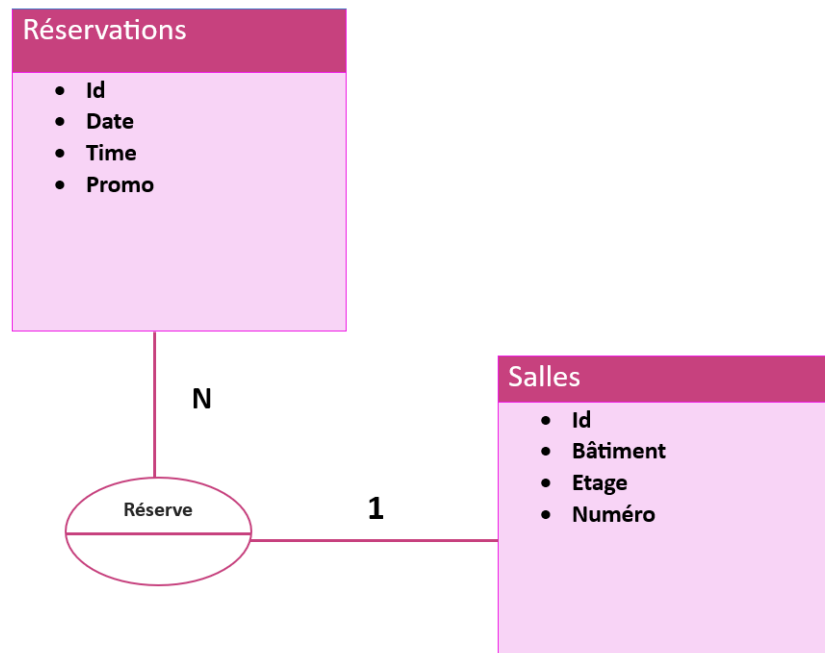 Réservations
• Id
• Date
• Time
• Promo
N
Salles
• Id
• Bâtiment
• Etage
• Numéro
Réserve
1